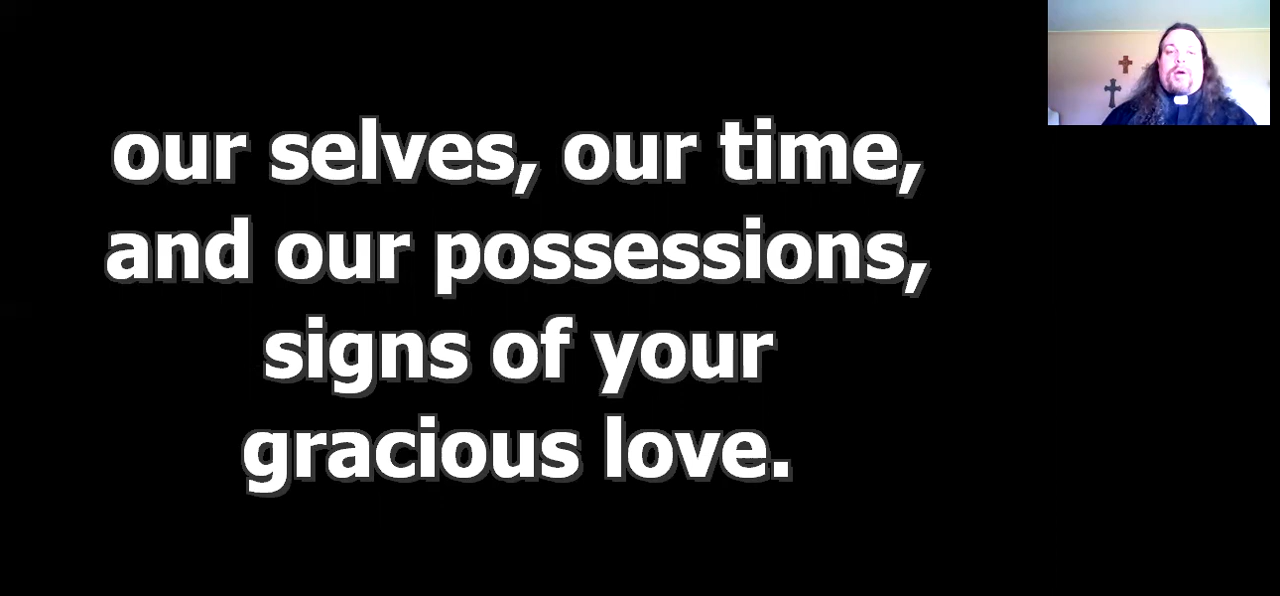 our selves, our time,
and our possessions,
signs of your
gracious love.